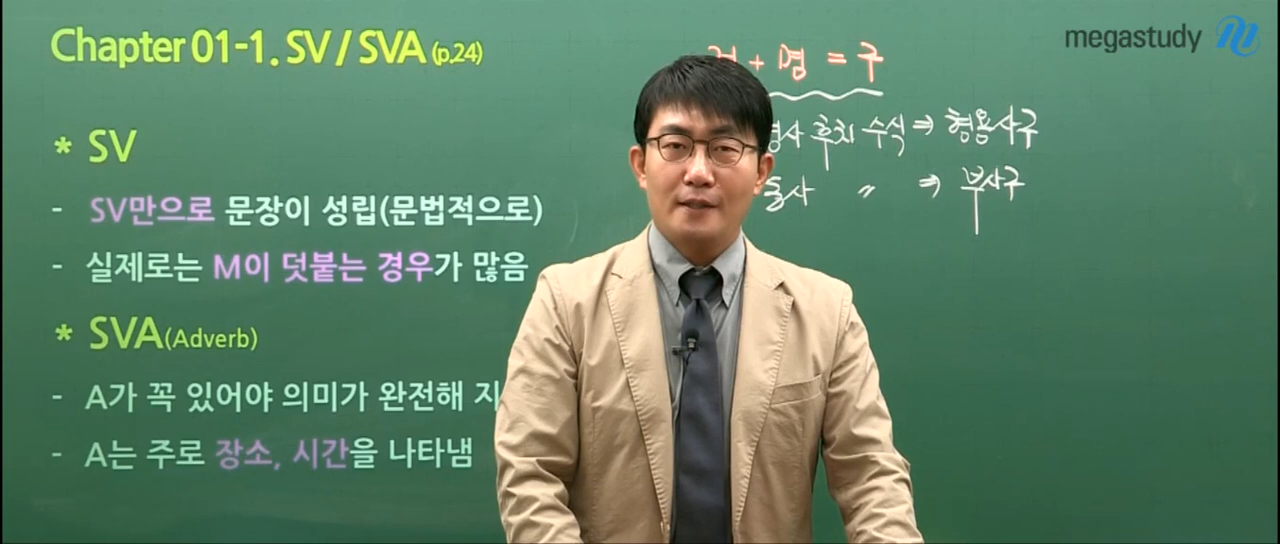 Chapter 01-1. SV / SVA (p.24)
megastudy
* SV
- SV만으로 문장이 성립(문법적으로)
- 실제로는 M이 덧붙는 경우가 많음
* SVA(Adverb)
- A가 꼭 있어야 의미가 완전해 지
- A는 주로 장소, 시간을 나타냄
+ 명 = 구
후치 수식 ⇒ 형용사구
〃 ⇒ 부사구